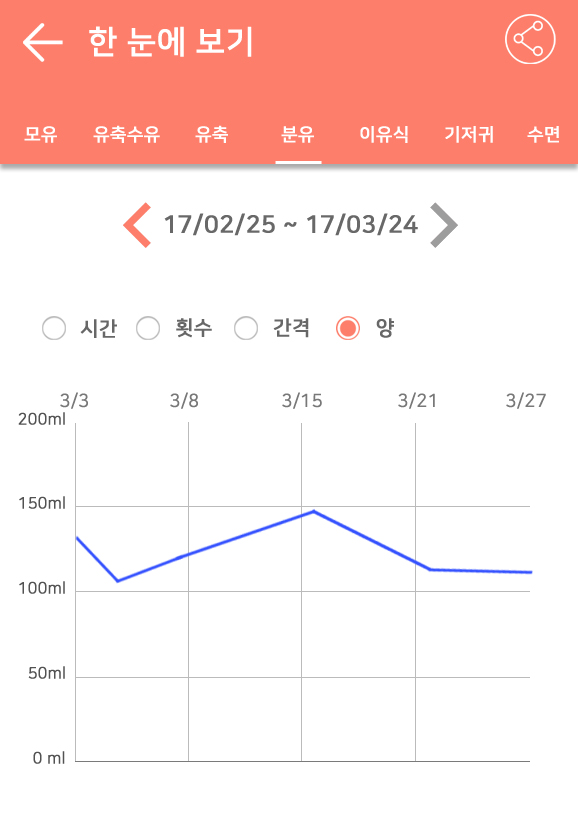 한 눈에 보기
모유 유축수유 유축 분유 이유식 기저귀 수면
17/02/25 ~ 17/03/24
시간 횟수 간격 양
3/3 3/8 3/15 3/21 3/27
200ml
150ml
100ml
50ml
0 ml